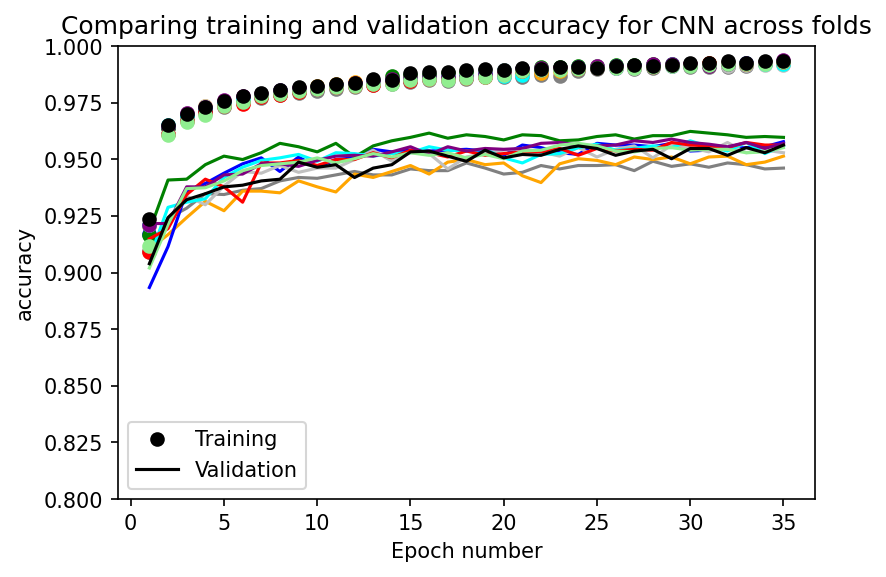 Comparing training and validation accuracy for CNN across folds
1.000
0.975
0.950
0.925
0.900
0.875
0.850
0.825
0.800
accuracy
Training
Validation
0 5 10 15 20 25 30 35
Epoch number